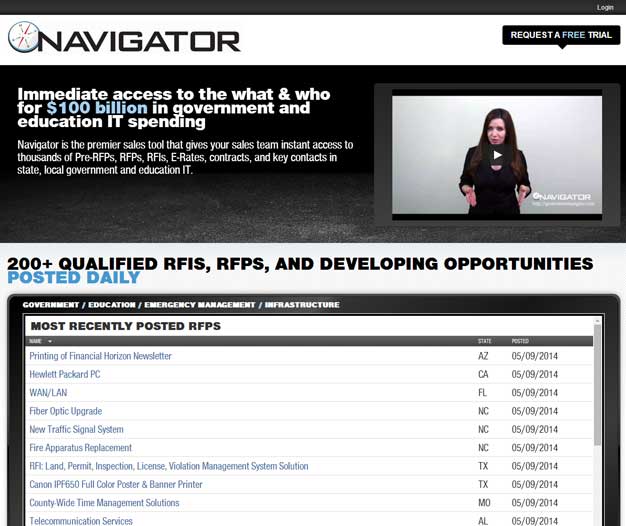 Login
NAVIGATOR
REQUEST A FREE TRIAL
Immediate access to the what & who
for $100 billion in government and
education IT spending
Navigator is the premier sales tool that gives your sales team instant access to
thousands of Pre-RFPs, RFPs, RFIs, E-Rates, contracts, and key contacts in
state, local government and education IT.
NAVIGATOR
200+ QUALIFIED RFIS, RFPS, AND DEVELOPING OPPORTUNITIES
POSTED DAILY
GOVERNMENT / EDUCATION / EMERGENCY MANAGEMENT / INFRASTRUCTURE
MOST RECENTLY POSTED RFPS
NAME STATE POSTED
Printing of Financial Horizon Newsletter AZ 05/09/2014
Hewlett Packard PC CA 05/09/2014
WAN/LAN FL 05/09/2014
Fiber Optic Upgrade NC 05/09/2014
New Traffic Signal System NC 05/09/2014
Fire Apparatus Replacement NC 05/09/2014
RFI: Land, Permit, Inspection, License, Violation Management System Solution TX 05/09/2014
Canon IPF650 Full Color Poster & Banner Printer TX 05/09/2014
County-Wide Time Management Solutions MO 05/09/2014
Telecommunication Services AL 05/09/2014